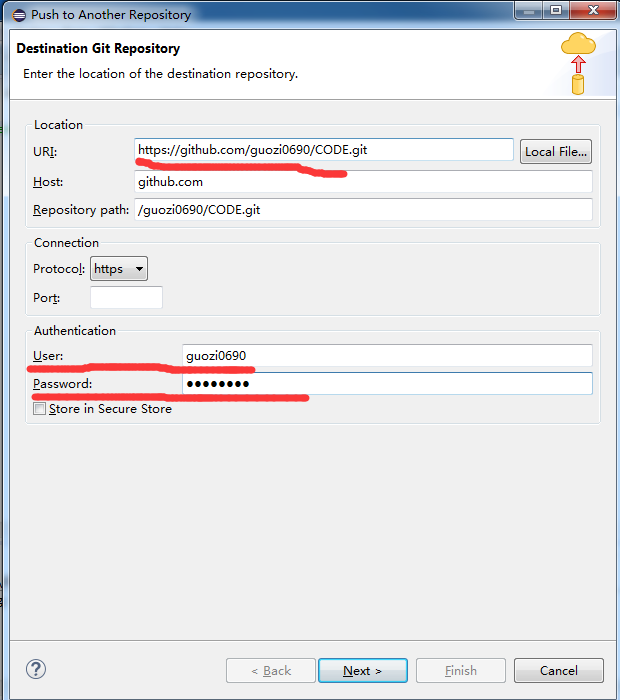 Push to Another Repository
Destination Git Repository
Enter the location of the destination repository.
Location
URI: https://github.com/guozi0690/CODE.git Local File...
Host: github.com
Repository path: /guozi0690/CODE.git
Connection
Protocol: https
Port:
Authentication
User: guozi0690
Password: ●●●●●●●●
Store in Secure Store
? < Back Next > Finish Cancel